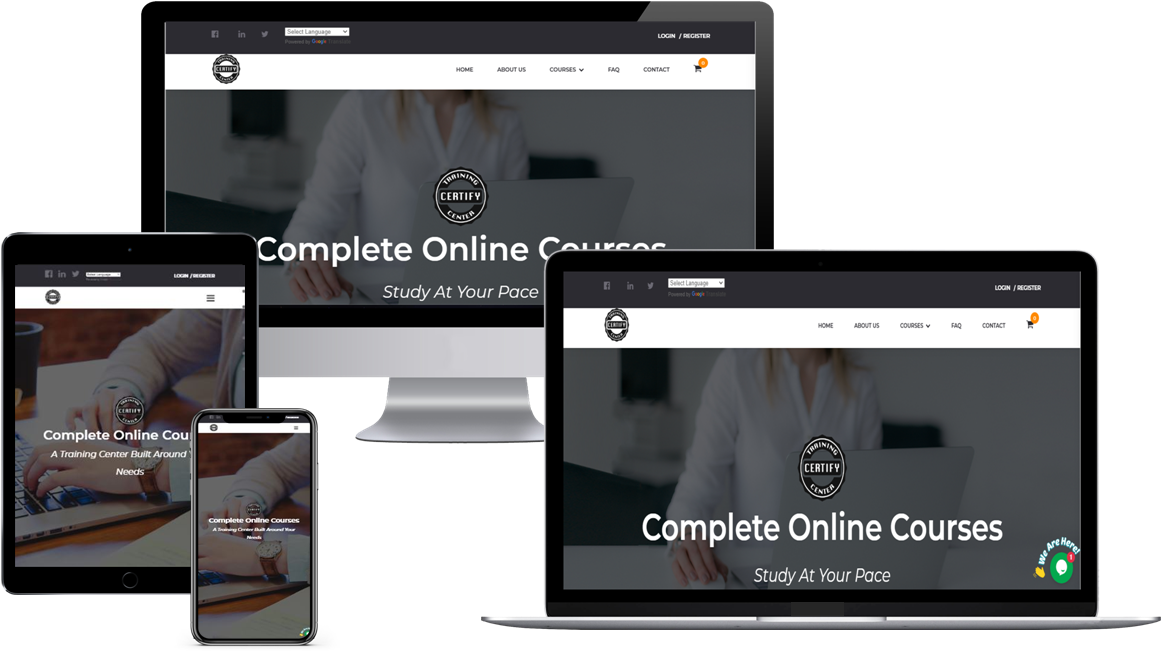 Select Language
Powered by Google Translate
LOGIN / REGISTER
CERTIFY
HOME ABOUT US COURSES FAQ CONTACT 0
TRAINING
CERTIFY
CENTER
Complete Online Courses
Study At Your Pace
Select Language
LOGIN / REGISTER
TRAINING
CERTIFY
CENTER
Complete Online Cou
A Training Center Built Around Y
Needs
Complete Online Courses
A Training Center Built Around Your
Needs
Select Language
Powered by Google Translate
LOGIN / REGISTER
CERTIFY
HOME ABOUT US COURSES FAQ CONTACT 0
TRAINING
CERTIFY
CENTER
Complete Online Courses
Study At Your Pace
We Are Here!
1